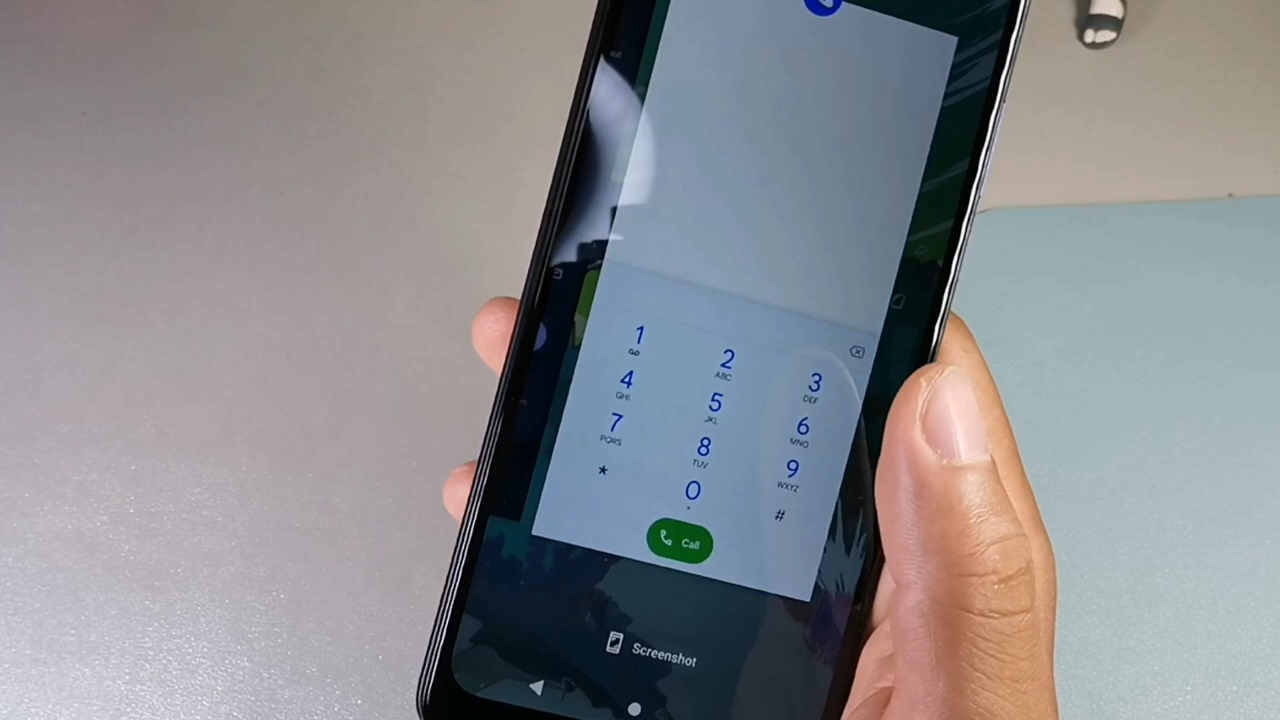 1
2 ABC
3 DEF
4 GHI
5 JKL
6 MNO
7 PQRS
8 TUV
9 WXYZ
*
0 +
#
Call
Screenshot